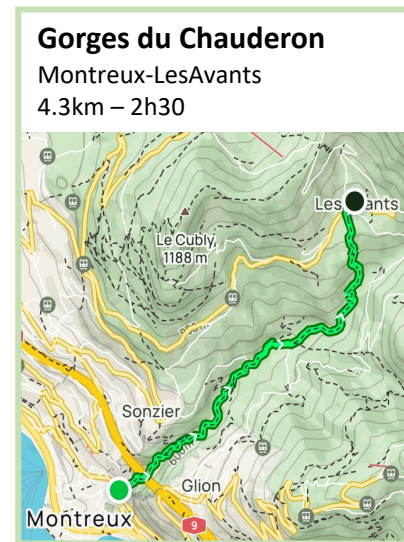 Gorges du Chauderon
Montreux-LesAvants
4.3km – 2h30
Les Avants
Le Cubly
1188 m
Sonzier
Glion
Montreux
9